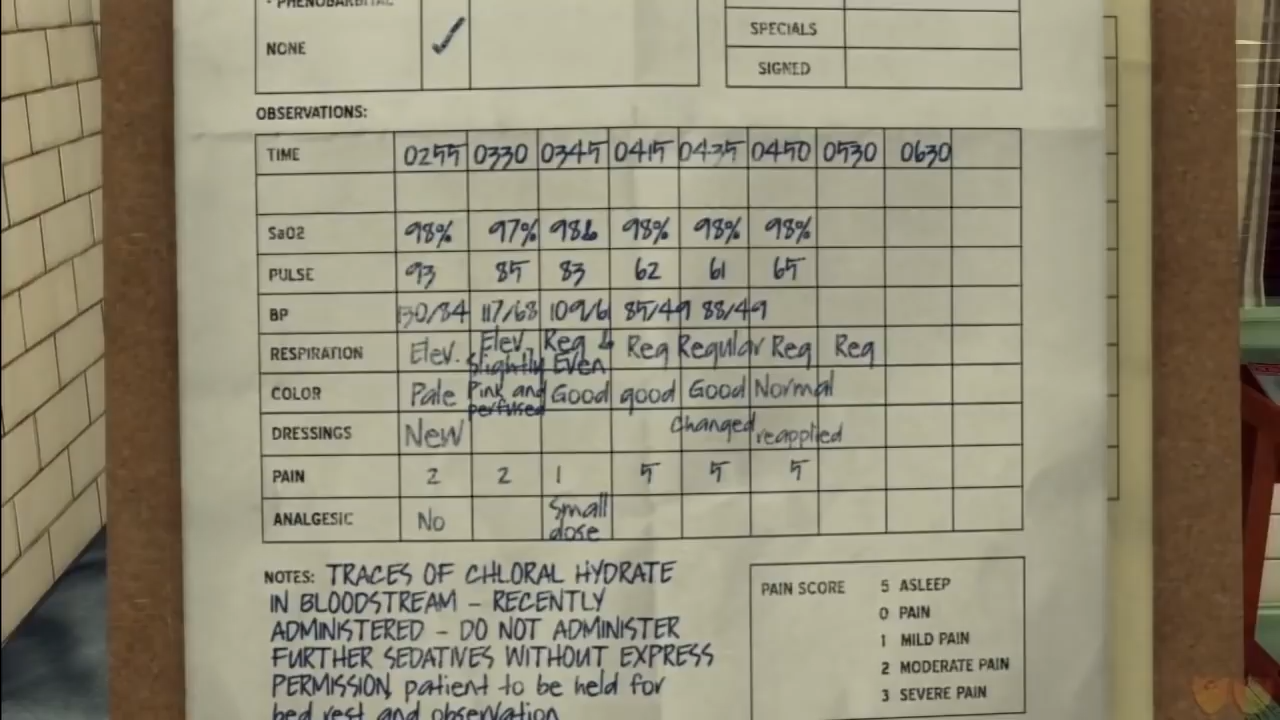 - PHENOBARBITAL
SPECIALS
NONE ✓
SIGNED
OBSERVATIONS:
TIME 0255 0330 0345 0415 0435 0450 0530 0630
SaO2 98% 97% 98% 98% 98% 98%
PULSE 93 85 83 62 61 65
BP 130/84 117/68 109/6 85/49 88/49
RESPIRATION Elev. Elev, Slightly Reg & Even Reg Regular Reg Reg
COLOR Pale Pink and perfused Good good Good Normal
DRESSINGS New Changed reapplied
PAIN 2 2 1 5 5 5
ANALGESIC No Small dose
NOTES: TRACES OF CHLORAL HYDRATE
IN BLOODSTREAM - RECENTLY
ADMINISTERED - DO NOT ADMINISTER
FURTHER SEDATIVES WITHOUT EXPRESS
PERMISSION, patient to be held for
bed rest and observation
PAIN SCORE 5 ASLEEP
0 PAIN
1 MILD PAIN
2 MODERATE PAIN
3 SEVERE PAIN